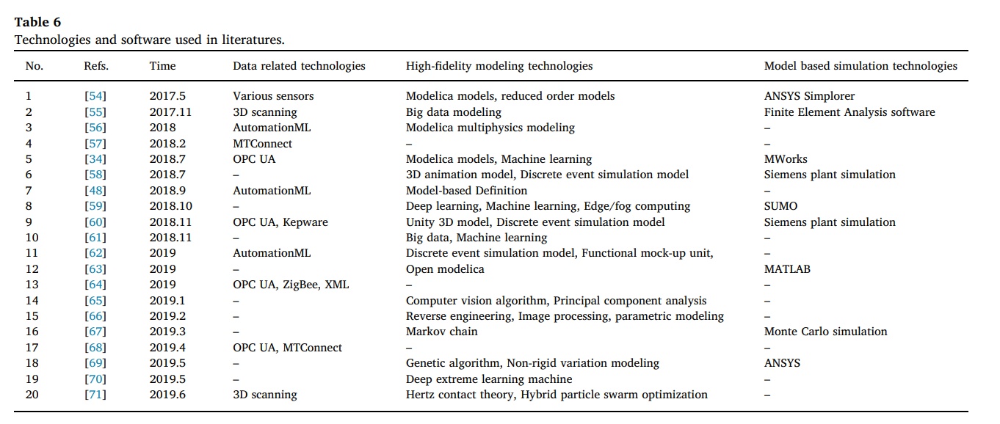 Table 6
Technologies and software used in literatures.
No. Refs. Time Data related technologies High-fidelity modeling technologies Model based simulation technologies
1 [54] 2017.5 Various sensors Modelica models, reduced order models ANSYS Simplorer
2 [55] 2017.11 3D scanning Big data modeling Finite Element Analysis software
3 [56] 2018 AutomationML Modelica multiphysics modeling –
4 [57] 2018.2 MTConnect – –
5 [34] 2018.7 OPC UA Modelica models, Machine learning MWorks
6 [58] 2018.7 – 3D animation model, Discrete event simulation model Siemens plant simulation
7 [48] 2018.9 AutomationML Model-based Definition –
8 [59] 2018.10 – Deep learning, Machine learning, Edge/fog computing SUMO
9 [60] 2018.11 OPC UA, Kepware Unity 3D model, Discrete event simulation model Siemens plant simulation
10 [61] 2018.11 – Big data, Machine learning –
11 [62] 2019 AutomationML Discrete event simulation model, Functional mock-up unit, –
12 [63] 2019 – Open modelica MATLAB
13 [64] 2019 OPC UA, ZigBee, XML – –
14 [65] 2019.1 – Computer vision algorithm, Principal component analysis –
15 [66] 2019.2 – Reverse engineering, Image processing, parametric modeling –
16 [67] 2019.3 – Markov chain Monte Carlo simulation
17 [68] 2019.4 OPC UA, MTConnect – –
18 [69] 2019.5 – Genetic algorithm, Non-rigid variation modeling ANSYS
19 [70] 2019.5 – Deep extreme learning machine –
20 [71] 2019.6 3D scanning Hertz contact theory, Hybrid particle swarm optimization –